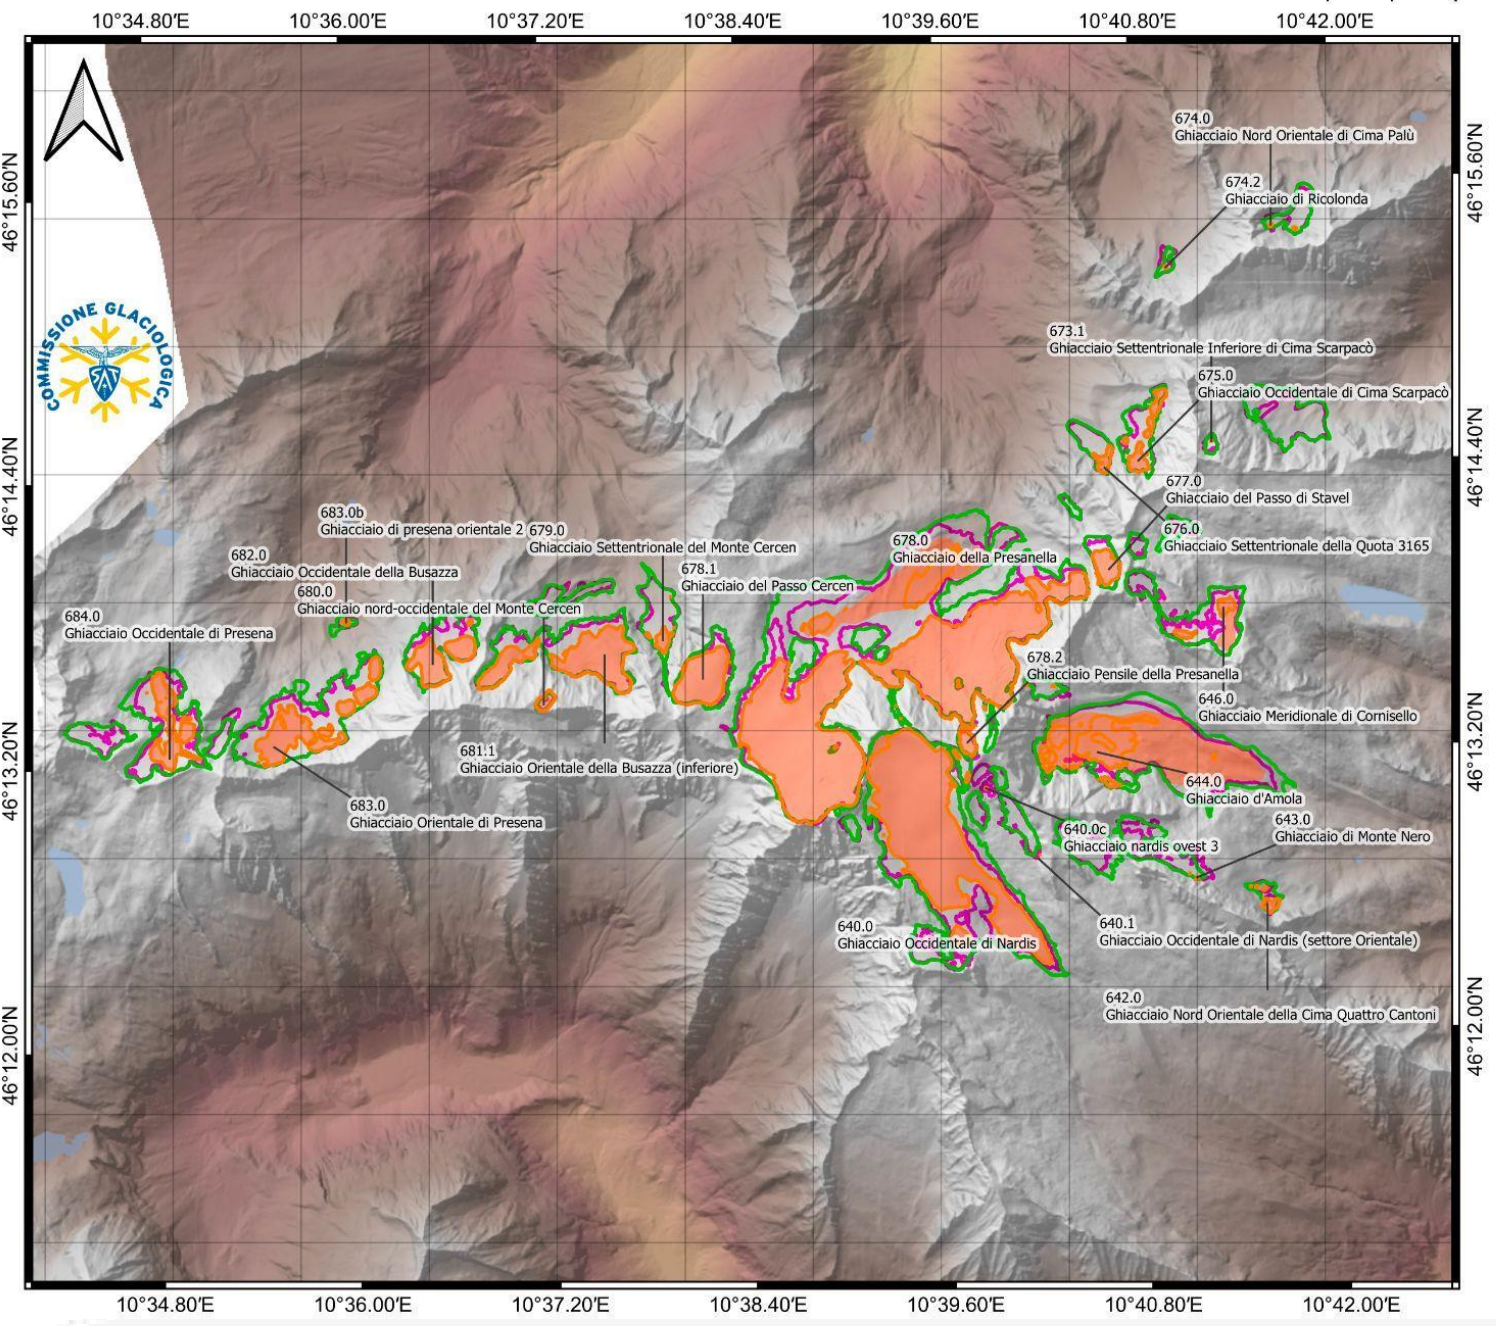 10°34.80'E 10°36.00'E 10°37.20'E 10°38.40'E 10°39.60'E 10°40.80'E 10°42.00'E
674.0
Ghiacciaio Nord Orientale di Cima Palù
46°15.60'N
46°15.60'N
674.2
Ghiacciaio di Ricolonda
COMMISSIONE GLACIOLOGICA
SAT
673.1
Ghiacciaio Settentrionale Inferiore di Cima Scarpacò
675.0
Ghiacciaio Occidentale di Cima Scarpacò
46°14.40'N
46°14.40'N
677.0
Ghiacciaio del Passo di Stavel
683.0b
Ghiacciaio di presena orientale 2
679.0
Ghiacciaio Settentrionale del Monte Cercen
678.0
Ghiacciaio della Presanella
676.0
Ghiacciaio Settentrionale della Quota 3165
682.0
Ghiacciaio Occidentale della Busazza
678.1
Ghiacciaio del Passo Cercen
680.0
Ghiacciaio nord-occidentale del Monte Cercen
684.0
Ghiacciaio Occidentale di Presena
678.2
Ghiacciaio Pensile della Presanella
646.0
Ghiacciaio Meridionale di Cornisello
46°13.20'N
46°13.20'N
681.1
Ghiacciaio Orientale della Busazza (inferiore)
644.0
Ghiacciaio d'Amola
683.0
Ghiacciaio Orientale di Presena
643.0
Ghiacciaio di Monte Nero
640.0c
Ghiacciaio nardis ovest 3
640.0
Ghiacciaio Occidentale di Nardis
640.1
Ghiacciaio Occidentale di Nardis (settore Orientale)
642.0
Ghiacciaio Nord Orientale della Cima Quattro Cantoni
46°12.00'N
46°12.00'N
10°34.80'E 10°36.00'E 10°37.20'E 10°38.40'E 10°39.60'E 10°40.80'E 10°42.00'E